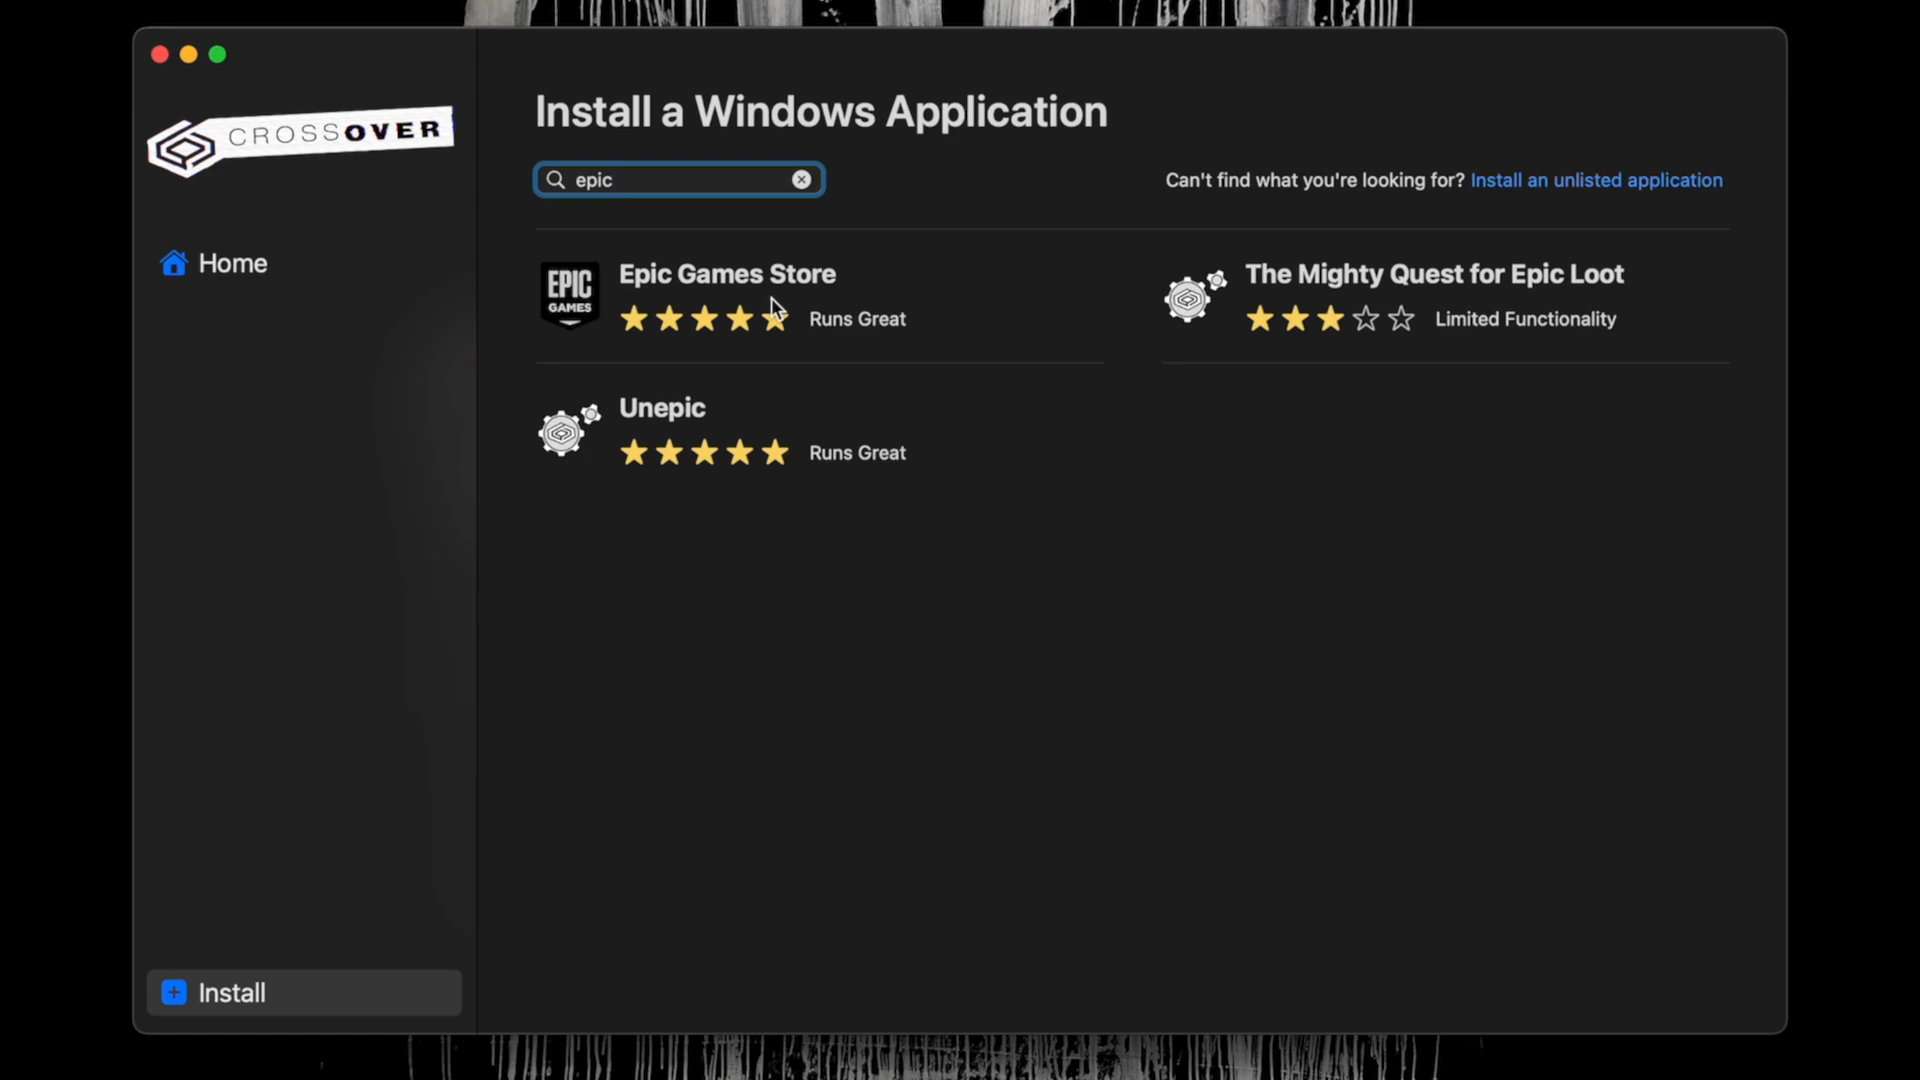 CROSSOVER
Home
Install
Install a Windows Application
epic
Can't find what you're looking for? Install an unlisted application
EPIC
GAMES
Epic Games Store
Runs Great
The Mighty Quest for Epic Loot
Limited Functionality
Unepic
Runs Great